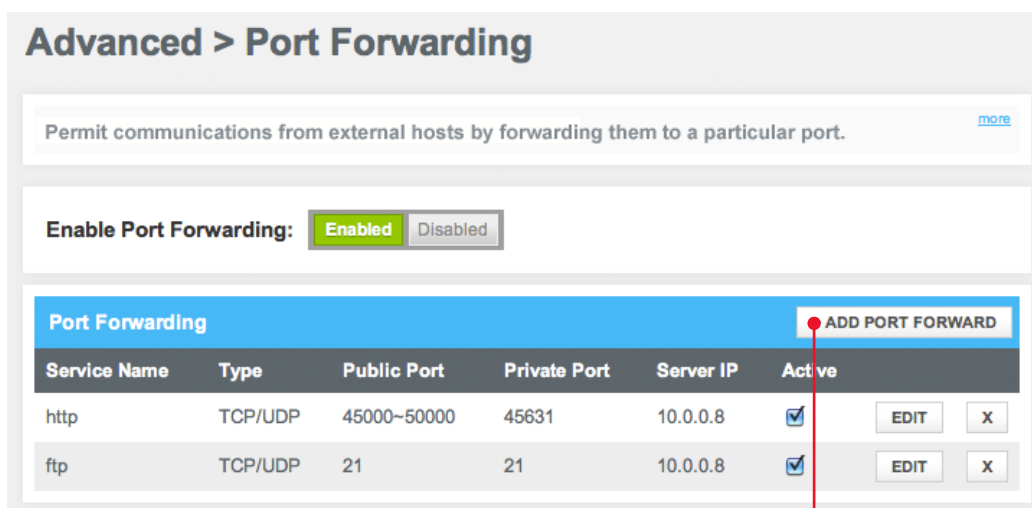 Advanced > Port Forwarding
Permit communications from external hosts by forwarding them to a particular port. more
Enable Port Forwarding: Enabled Disabled
Port Forwarding ADD PORT FORWARD
Service Name Type Public Port Private Port Server IP Active
http TCP/UDP 45000~50000 45631 10.0.0.8 EDIT X
ftp TCP/UDP 21 21 10.0.0.8 EDIT X